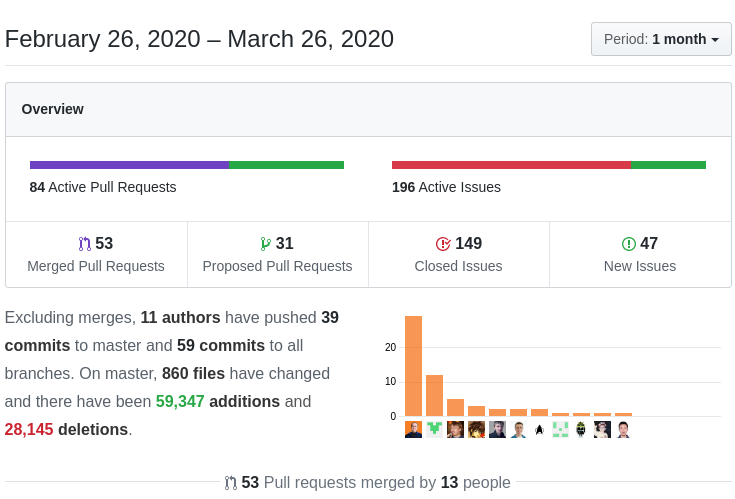 February 26, 2020 – March 26, 2020
Period: 1 month
Overview
84 Active Pull Requests
196 Active Issues
53
Merged Pull Requests
31
Proposed Pull Requests
149
Closed Issues
47
New Issues
Excluding merges, 11 authors have pushed 39
commits to master and 59 commits to all
branches. On master, 860 files have changed
and there have been 59,347 additions and
28,145 deletions.
20
10
0
53 Pull requests merged by 13 people